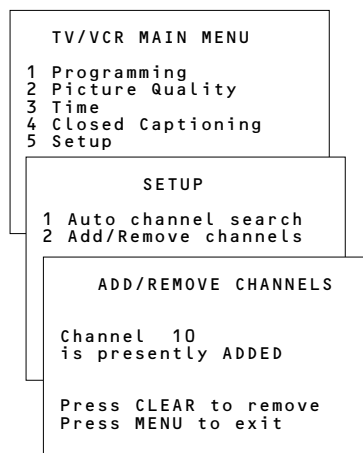 TV/VCR MAIN MENU
1 Programming
2 Picture Quality
3 Time
4 Closed Captioning
5 Setup
SETUP
1 Auto channel search
2 Add/Remove channels
ADD/REMOVE CHANNELS
Channel 10
is presently ADDED
Press CLEAR to remove
Press MENU to exit